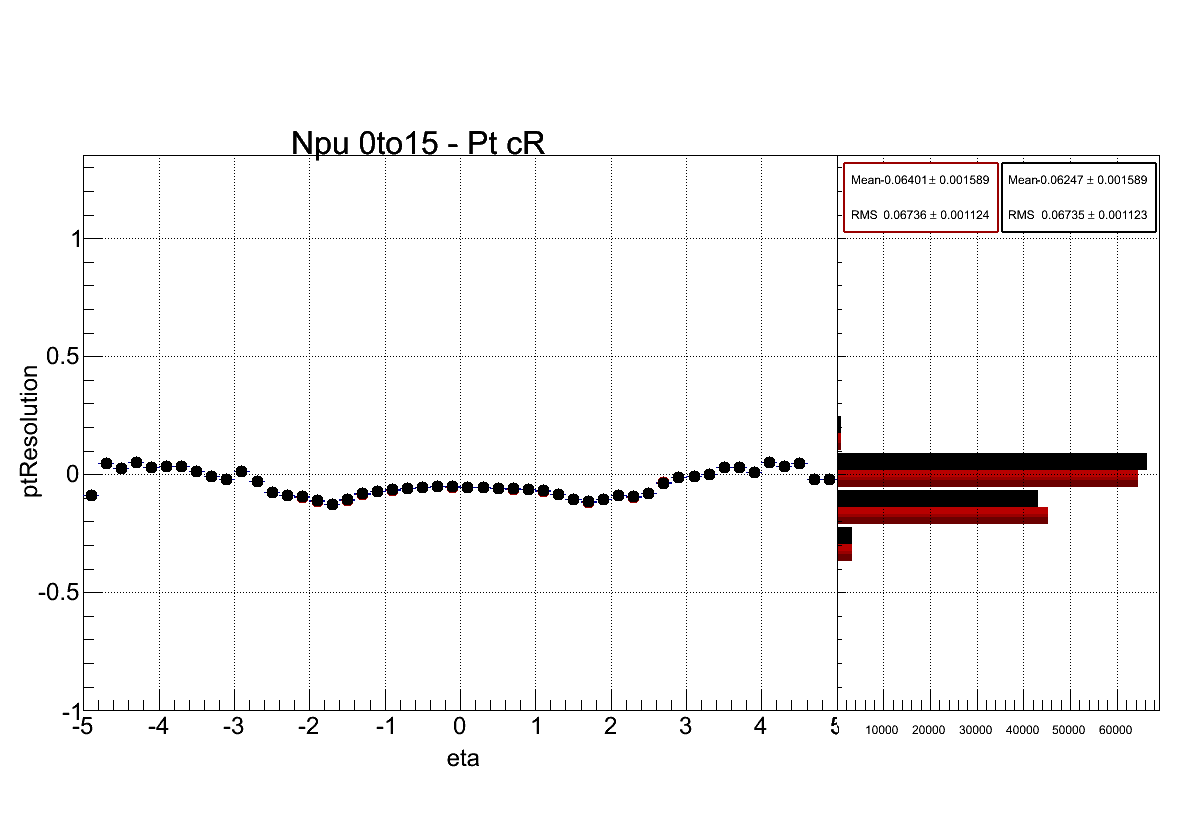 Npu 0to15 - Pt cR
Mean -0.06401 ± 0.001589
RMS 0.06736 ± 0.001124
Mean -0.06247 ± 0.001589
RMS 0.06735 ± 0.001123
1
0.5
0
-0.5
-1
ptResolution
-5 -4 -3 -2 -1 0 1 2 3 4 5
10000 20000 30000 40000 50000 60000
eta